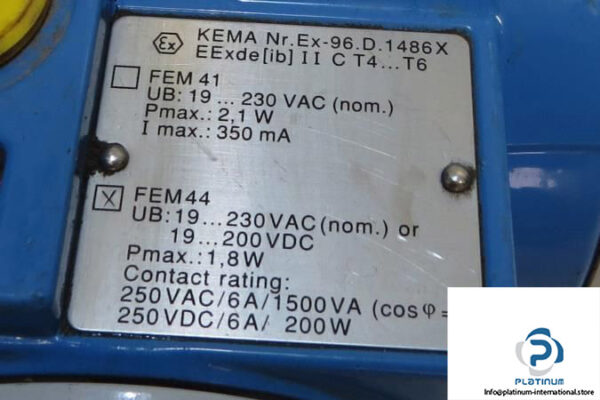 Ex KEMA Nr.Ex-96.D.1486X
EExde[ib] II C T4...T6
FEM 41
UB: 19 ... 230 VAC (nom.)
Pmax.: 2,1 W
I max.: 350 mA
X FEM44
UB: 19...230VAC(nom.) or
19...200VDC
Pmax.: 1,8W
Contact rating:
250VAC/6A/1500VA (cosφ=
250VDC/6A/ 200W
P
PLATINUM
Info@platinum-international.store